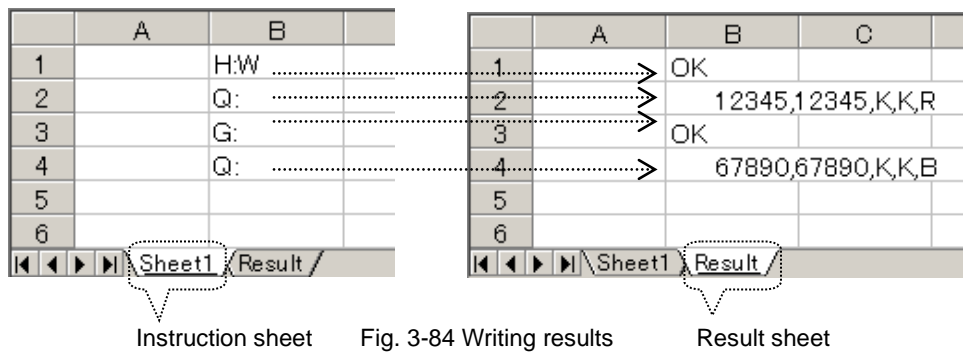 A B
1 H:W
2 Q:
3 G:
4 Q:
5
6
Sheet1 Result
A B C
1 OK
2 12345,12345,K,K,R
3 OK
4 67890,67890,K,K,B
5
6
Sheet1 Result
Instruction sheet Fig. 3-84 Writing results Result sheet